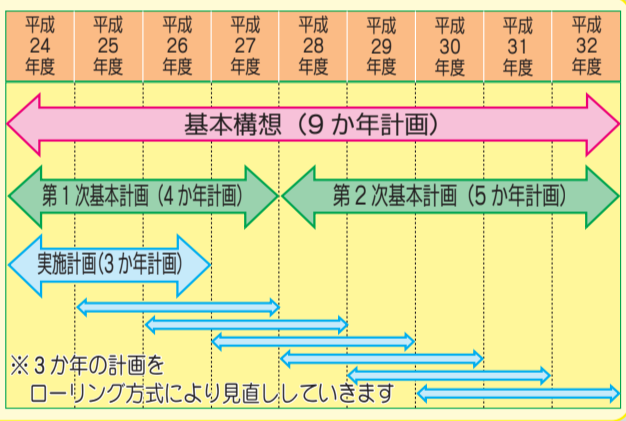 平成 平成 平成 平成 平成 平成 平成 平成 平成
24 25 26 27 28 29 30 31 32
年度 年度 年度 年度 年度 年度 年度 年度 年度
基本構想（9か年計画）
第1次基本計画（4か年計画） 第2次基本計画（5か年計画）
実施計画（3か年計画）
※3か年の計画を
ローリング方式により見直ししていきます